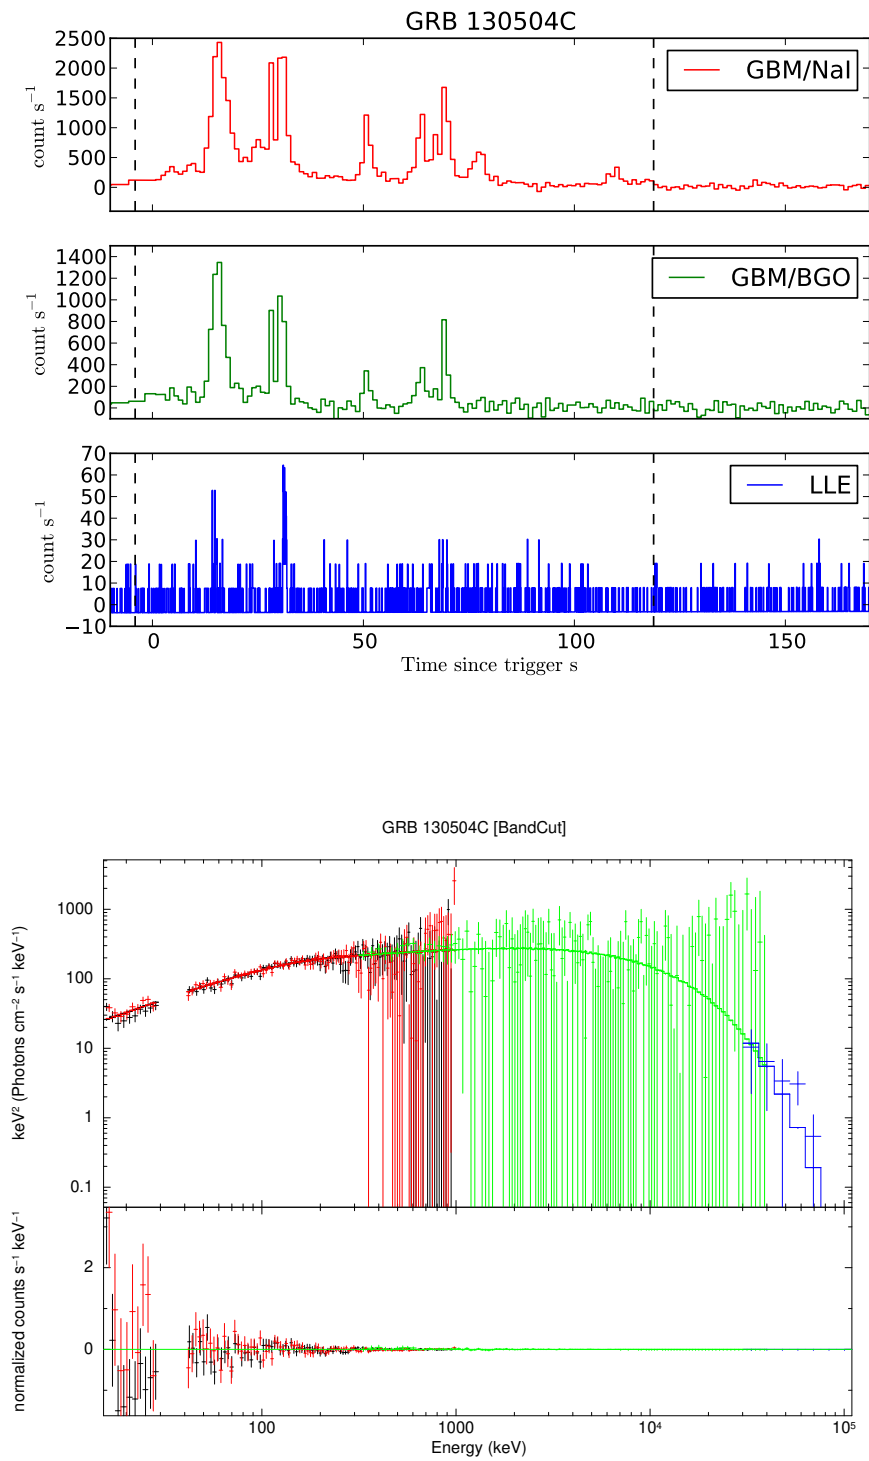 GRB 130504C
2500
2000
1500
1000
500
0
count s⁻¹
GBM/NaI
1400
1200
1000
800
600
400
200
0
count s⁻¹
GBM/BGO
70
60
50
40
30
20
10
0
−10
count s⁻¹
LLE
0 50 100 150
Time since trigger s
GRB 130504C [BandCut]
1000
100
10
1
0.1
keV² (Photons cm⁻² s⁻¹ keV⁻¹)
2
0
normalized counts s⁻¹ keV⁻¹
100 1000 10⁴ 10⁵
Energy (keV)